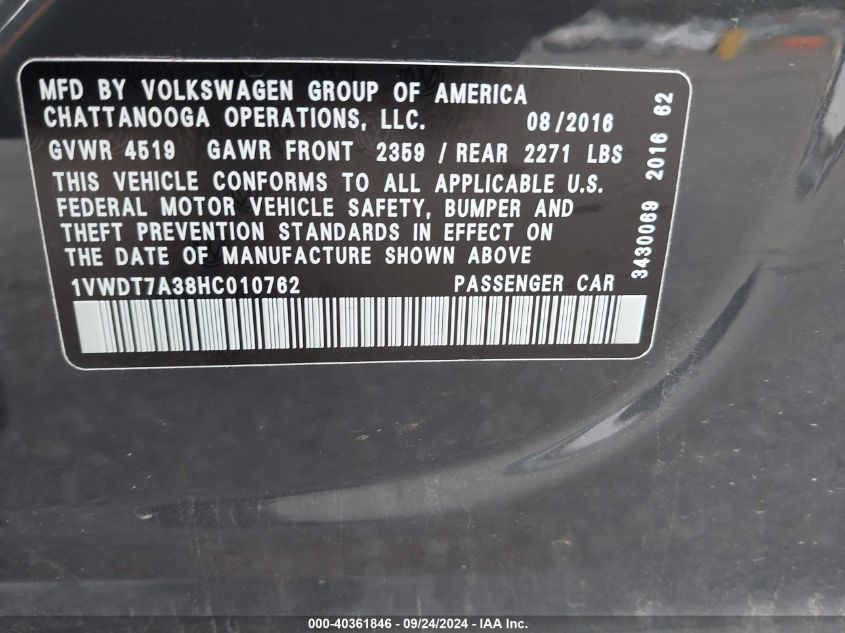 MFD BY VOLKSWAGEN GROUP OF AMERICA
CHATTANOOGA OPERATIONS, LLC. 08/2016
GVWR 4519 GAWR FRONT 2359 / REAR 2271 LBS
THIS VEHICLE CONFORMS TO ALL APPLICABLE U.S.
FEDERAL MOTOR VEHICLE SAFETY, BUMPER AND
THEFT PREVENTION STANDARDS IN EFFECT ON
THE DATE OF MANUFACTURE SHOWN ABOVE
1VWDT7A38HC010762 PASSENGER CAR
3430069 2016 62
000-40361846 - 09/24/2024 - IAA Inc.